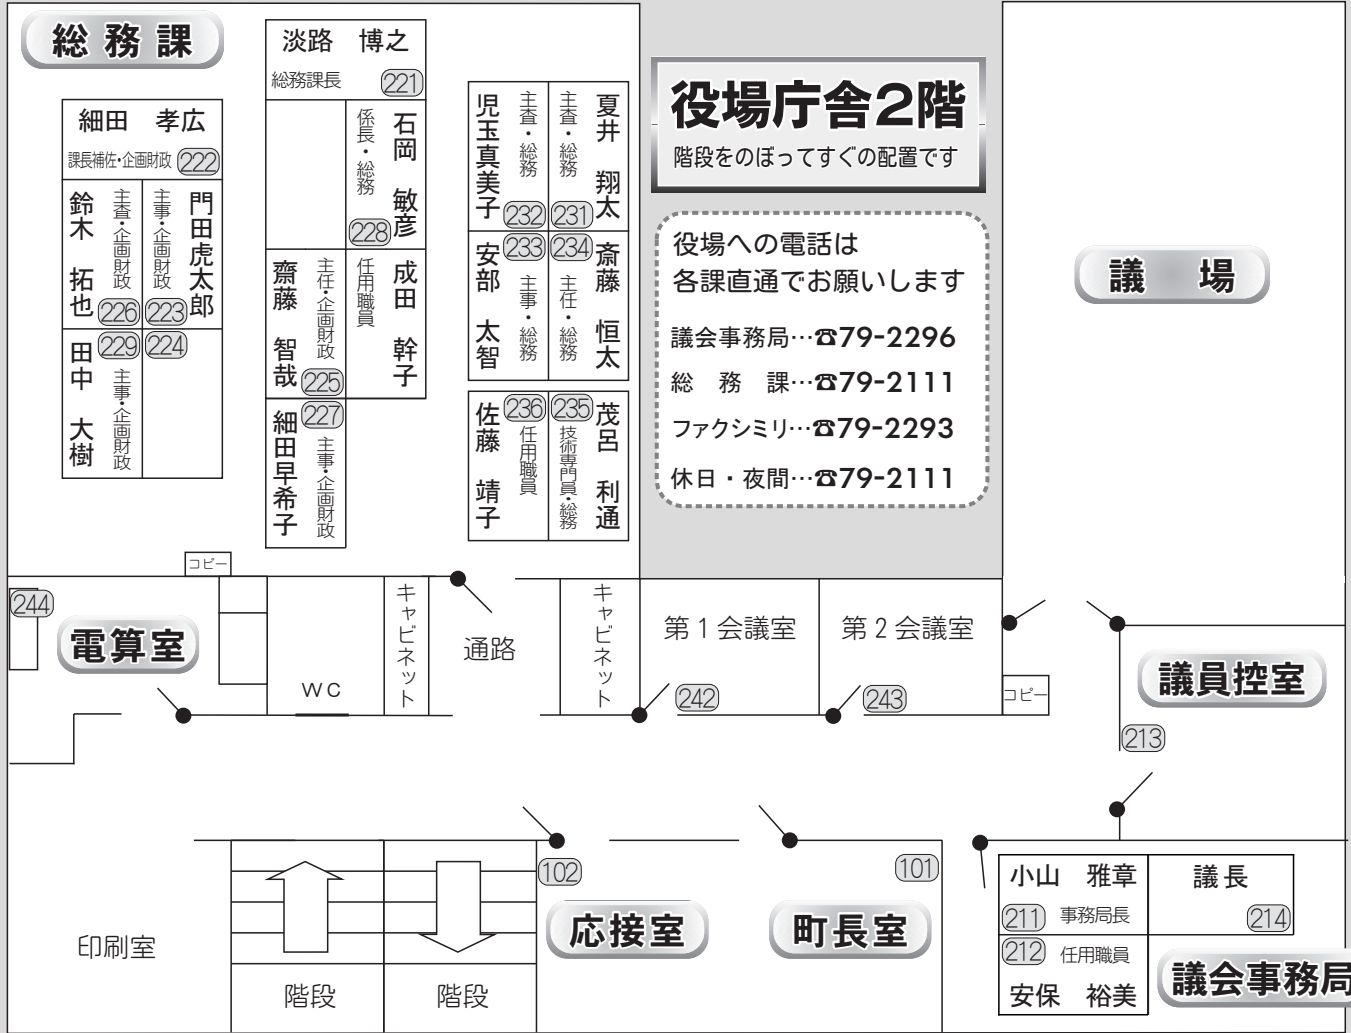 総務課
淡路　博之
総務課長 221
係長・総務
石岡　敏彦
228
齋藤　智哉
主任・企画財政
225
任用職員
成田　幹子
細田早希子
227
主事・企画財政
細田　孝広
課長補佐・企画財政 222
鈴木　拓也
主査・企画財政
226
主事・企画財政
門田虎太郎
223
田中　大樹
229
主事・企画財政
224
児玉真美子
主査・総務
232
主査・総務
夏井　翔太
231
安部　太智
233
主事・総務
234
主任・総務
斎藤　恒太
佐藤　靖子
236
任用職員
235
技術専門員・総務
茂呂　利通
役場庁舎2階
階段をのぼってすぐの配置です
役場への電話は
各課直通でお願いします
議会事務局…☎79-2296
総　務　課…☎79-2111
ファクシミリ…☎79-2293
休日・夜間…☎79-2111
議　場
コピー
244
電算室
WC
キャビネット
通路
キャビネット
第１会議室
242
第２会議室
243
コピー
議員控室
213
印刷室
階段
階段
102
応接室
101
町長室
小山　雅章
211 事務局長
212 任用職員
安保　裕美
議長
214
議会事務局